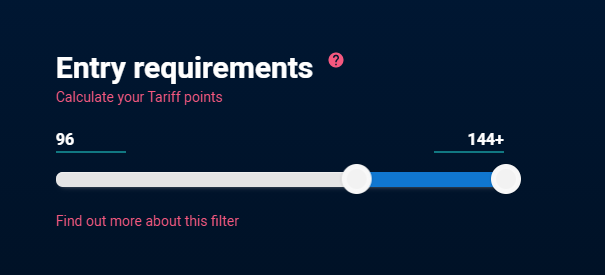 Entry requirements ?
Calculate your Tariff points
96 144+
Find out more about this filter